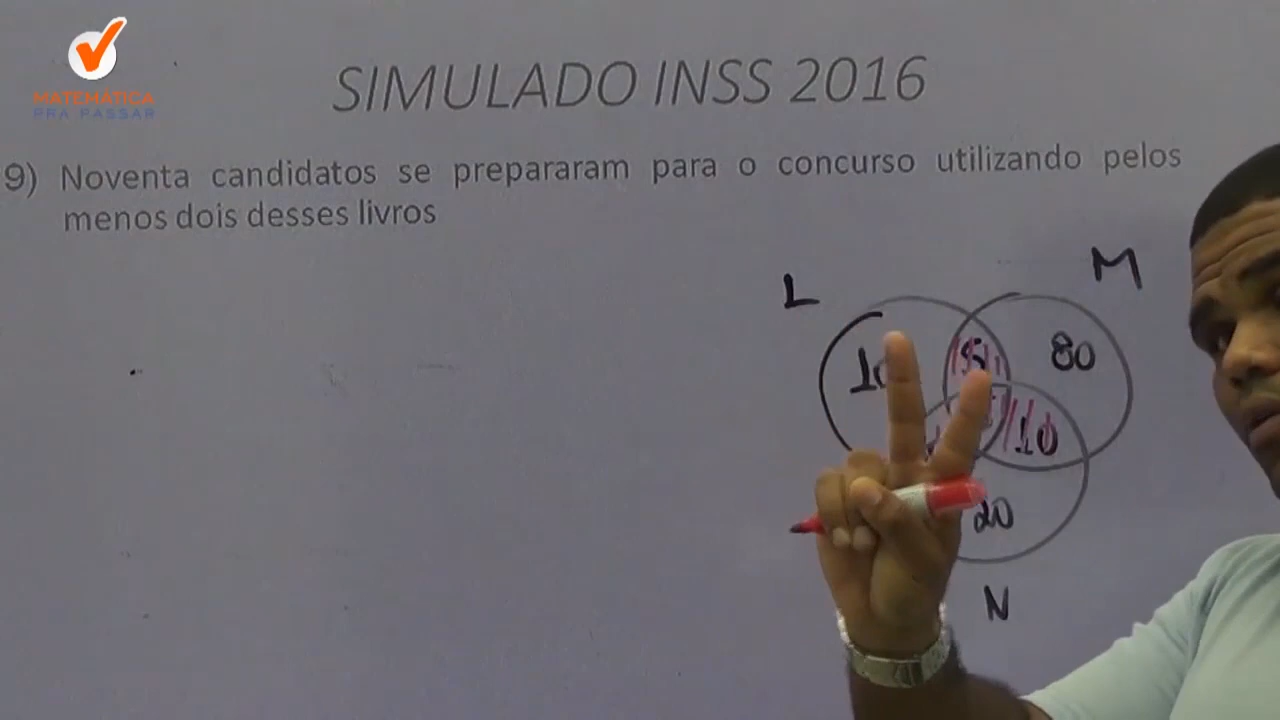 MATEMÁTICA
PRA PASSAR
SIMULADO INSS 2016
9) Noventa candidatos se prepararam para o concurso utilizando pelos
menos dois desses livros
M
L
80
10
20
N